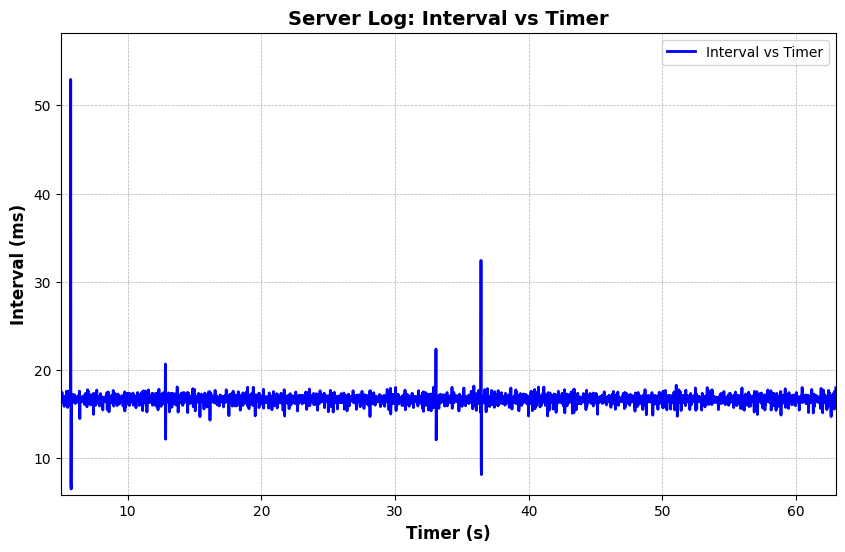 Server Log: Interval vs Timer
Interval vs Timer
Interval (ms)
50
40
30
20
10
10 20 30 40 50 60
Timer (s)